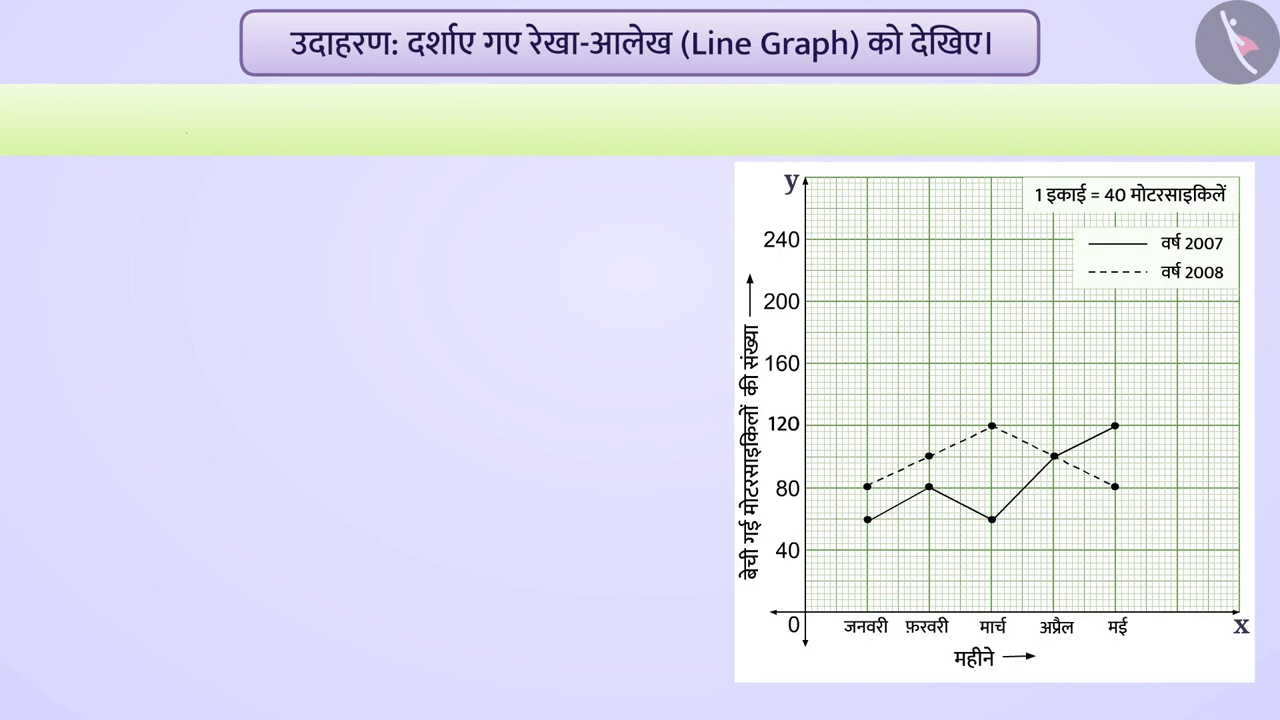 उदाहरण: दर्शाए गए रेखा-आलेख (Line Graph) को देखिए।
y
1 इकाई = 40 मोटरसाइकिलें
वर्ष 2007
वर्ष 2008
240
200
160
120
80
40
0
बेची गई मोटरसाइकिलों की संख्या
जनवरी फ़रवरी मार्च अप्रैल मई
x
महीने